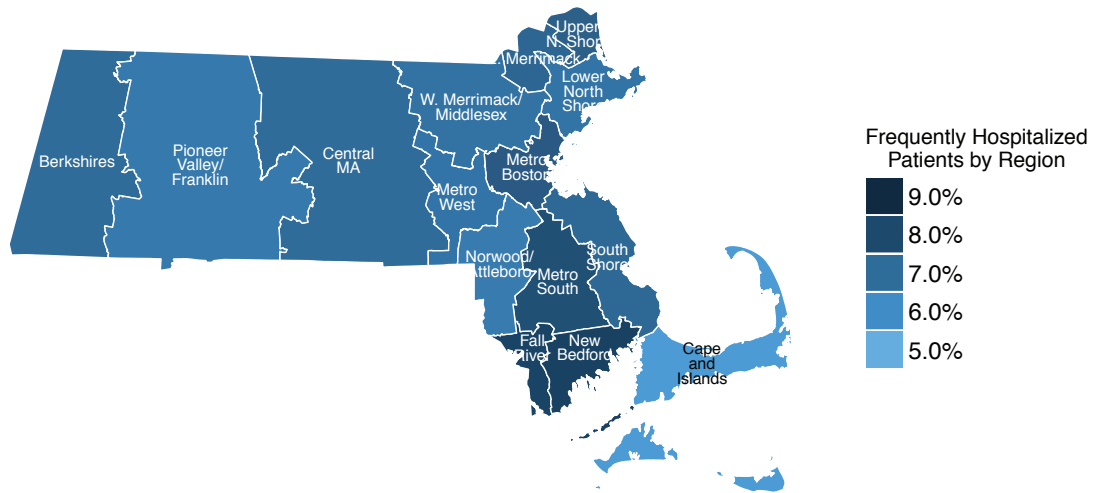 Upper
N. Shor
. Merrimack
Lower
North
Shore
W. Merrimack/
Middlesex
Metro
Boston
Berkshires
Pioneer
Valley/
Franklin
Central
MA
Metro
West
Norwood/
Attleboro
South
Shore
Metro
South
Fall
River
New
Bedford
Cape
and
Islands
Frequently Hospitalized
Patients by Region
9.0%
8.0%
7.0%
6.0%
5.0%